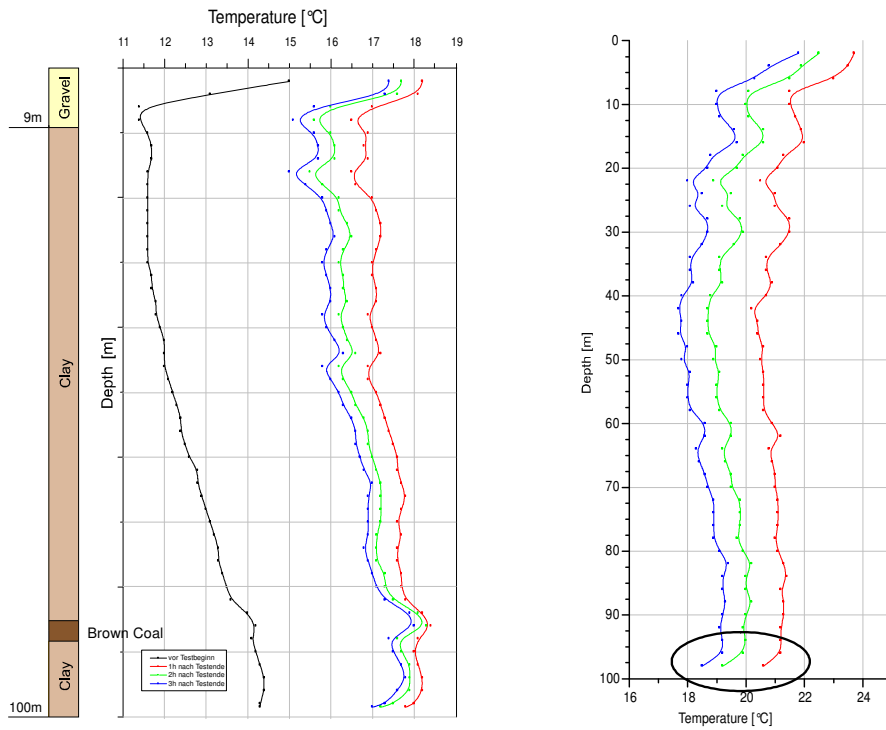 Temperature [°C]
11 12 13 14 15 16 17 18 19
Gravel
9m
Clay
Depth [m]
Brown Coal
Clay
100m
vor Testbeginn
1h nach Testende
2h nach Testende
3h nach Testende
0
10
20
30
40
50
60
70
80
90
100
Depth [m]
16 18 20 22 24
Temperature [°C]